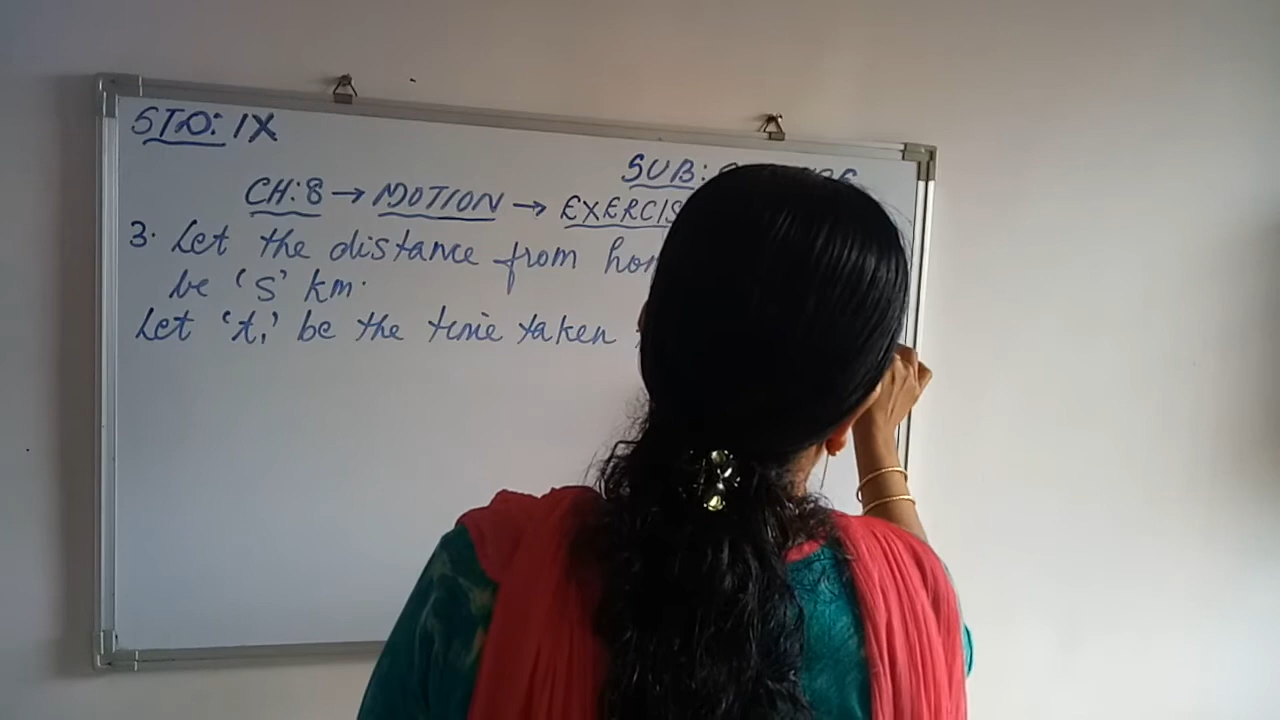 STD: IX
SUB:
CH:8 → MOTION → EXERCIS
3. Let the distance from
be 's' km.
Let 't₁' be the time taken